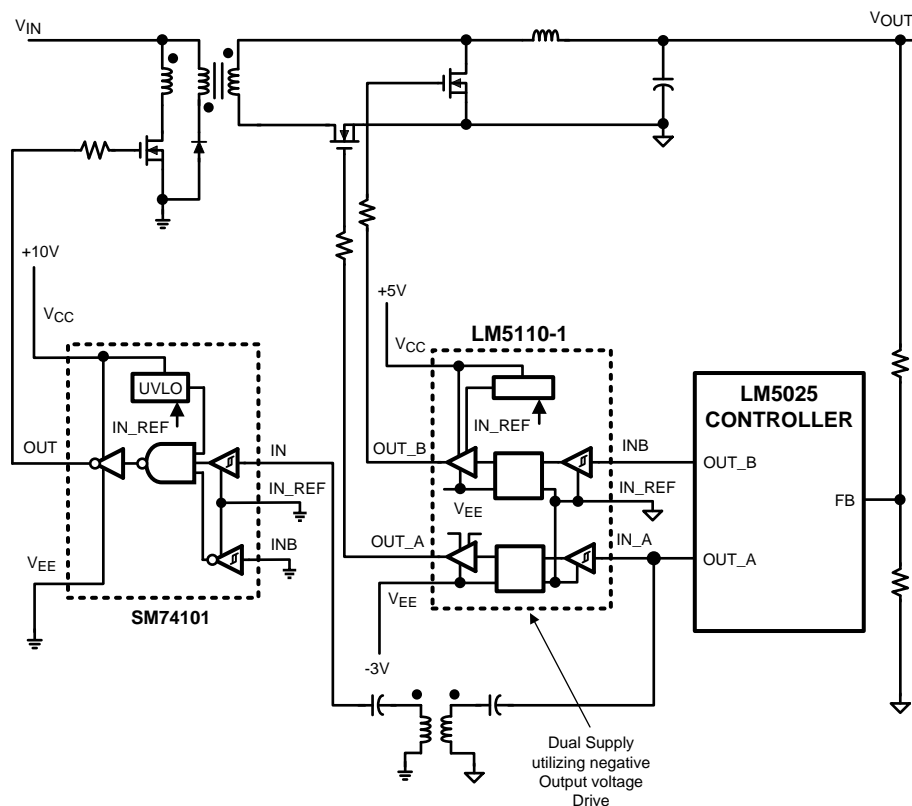 VIN
VOUT
+10V
VCC
+5V
LM5110-1
VCC
UVLO
IN_REF
OUT
IN
IN_REF
INB
VEE
SM74101
IN_REF
OUT_B
INB
IN_REF
VEE
OUT_A
IN_A
VEE
-3V
LM5025
CONTROLLER
OUT_B
FB
OUT_A
Dual Supply
utilizing negative
Output voltage
Drive